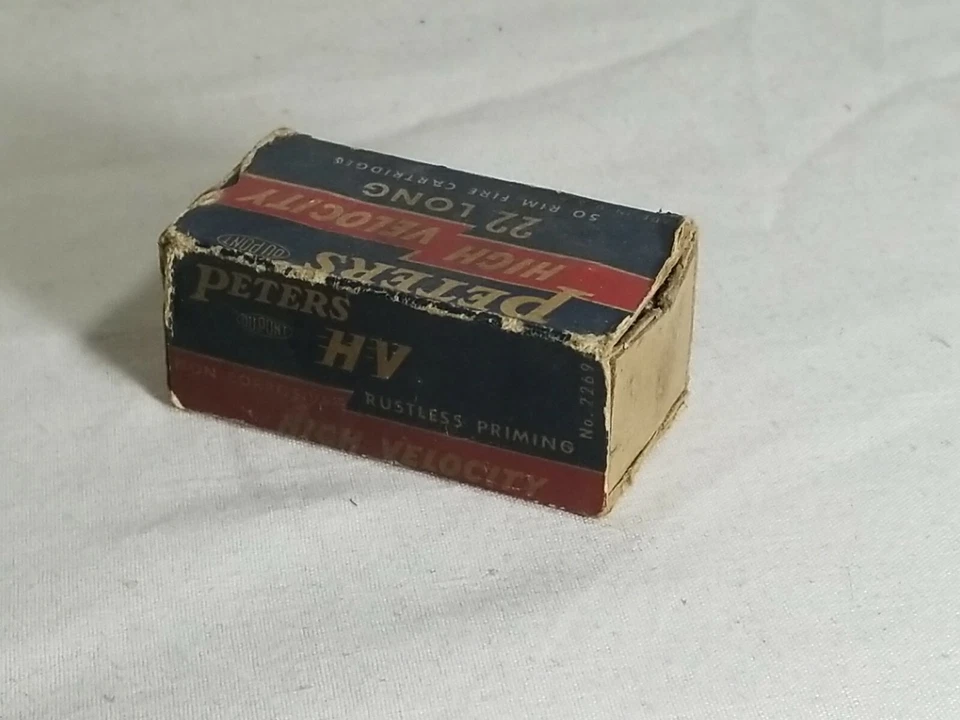 PETERS
DUPONT
HIGH VELOCITY
22 LONG
50 RIM FIRE CARTRIDGES
PETERS
DUPONT
HV
RUSTLESS PRIMING
HIGH VELOCITY
No. 2269